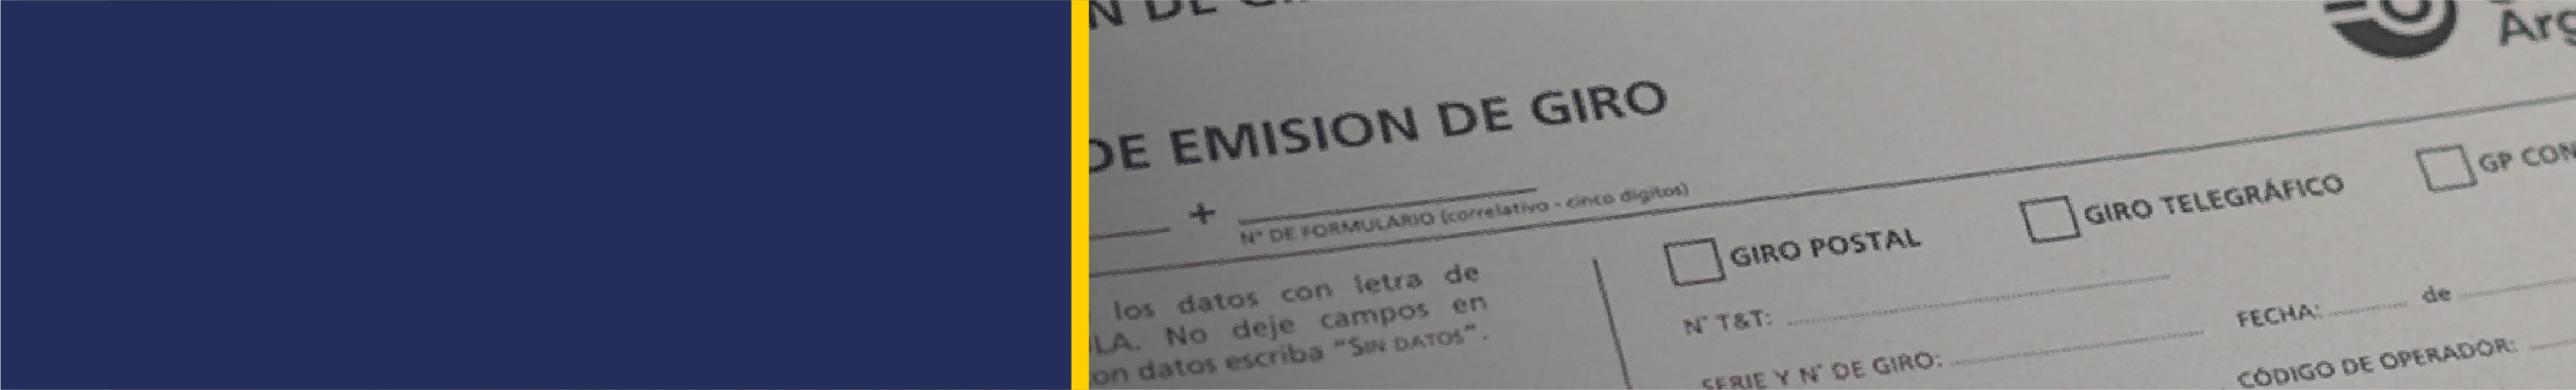 N DE
Arg
DE EMISION DE GIRO
+
N° DE FORMULARIO (correlativo - cinco dígitos)
GIRO POSTAL
GIRO TELEGRÁFICO
GP CON
los datos con letra de
LA. No deje campos en
on datos escriba "SIN DATOS".
N° T&T:
FECHA: de
SERIE Y N° DE GIRO:
CÓDIGO DE OPERADOR: